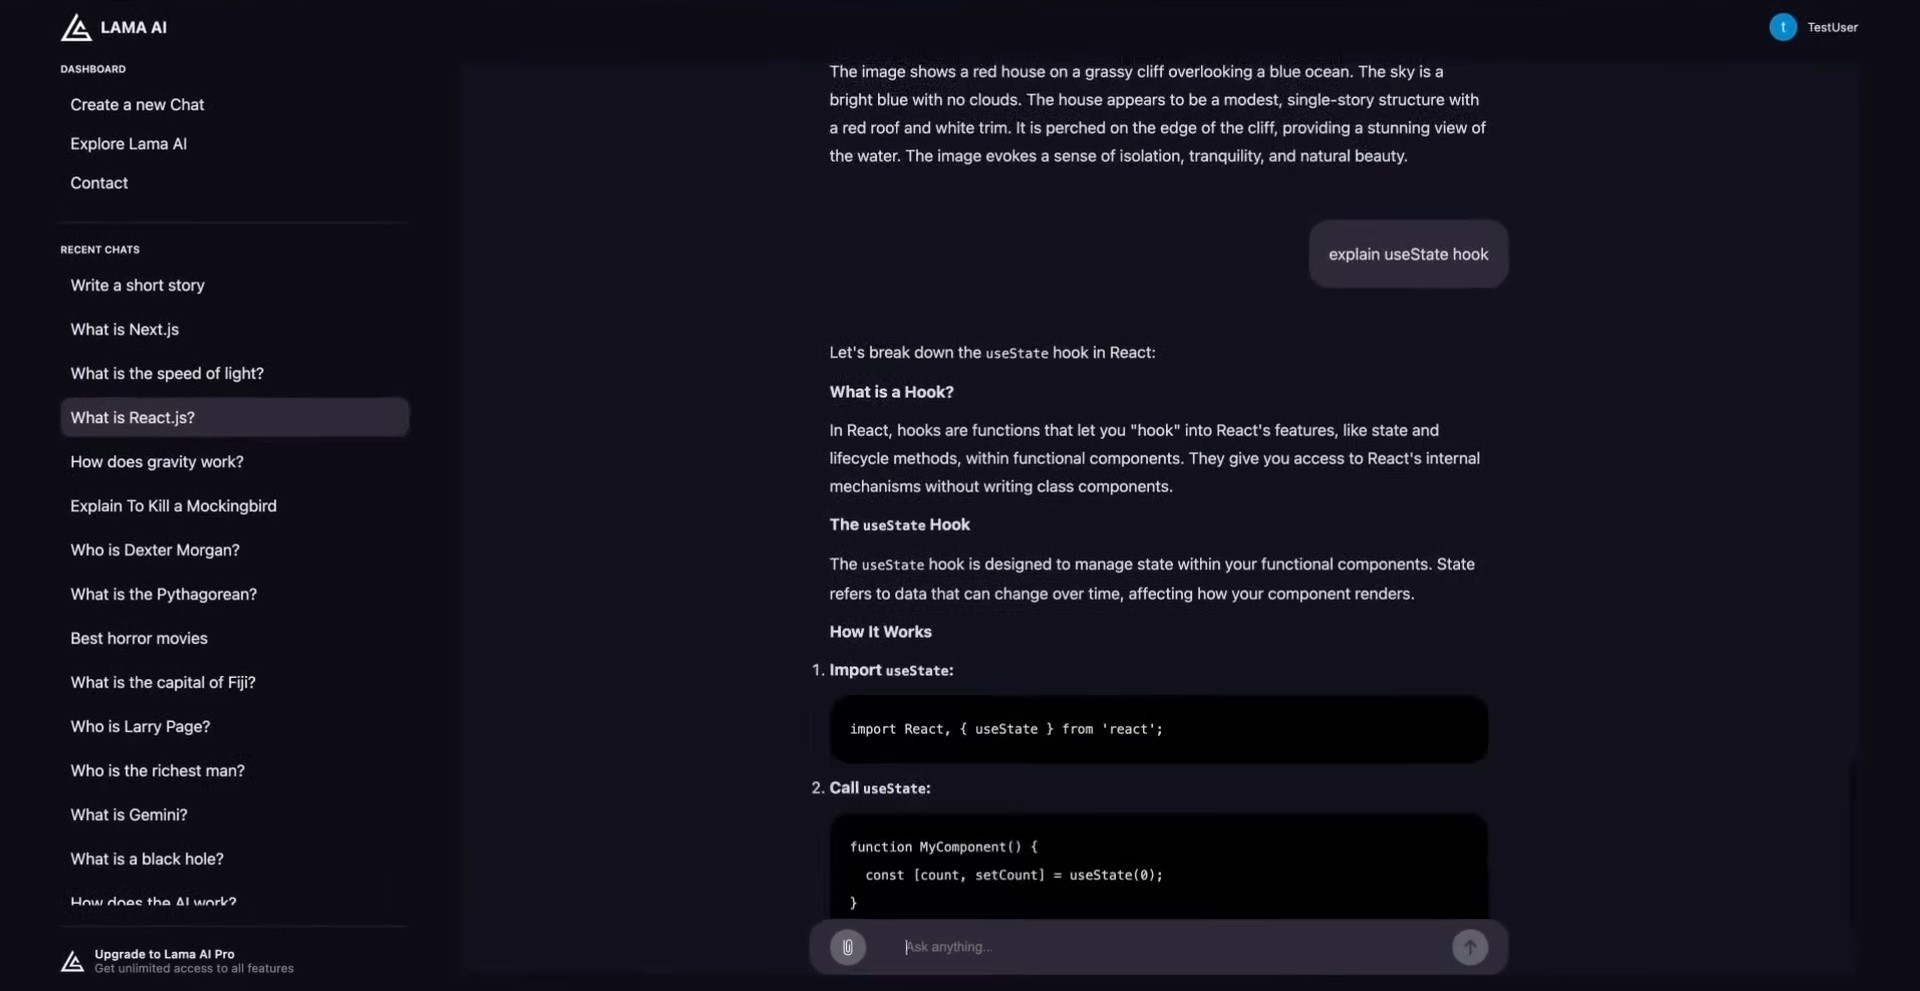 LAMA AI
t TestUser
DASHBOARD
Create a new Chat
Explore Lama AI
Contact
RECENT CHATS
Write a short story
What is Next.js
What is the speed of light?
What is React.js?
How does gravity work?
Explain To Kill a Mockingbird
Who is Dexter Morgan?
What is the Pythagorean?
Best horror movies
What is the capital of Fiji?
Who is Larry Page?
Who is the richest man?
What is Gemini?
What is a black hole?
How does the AI work?
Upgrade to Lama AI Pro
Get unlimited access to all features
The image shows a red house on a grassy cliff overlooking a blue ocean. The sky is a
bright blue with no clouds. The house appears to be a modest, single-story structure with
a red roof and white trim. It is perched on the edge of the cliff, providing a stunning view of
the water. The image evokes a sense of isolation, tranquility, and natural beauty.
explain useState hook
Let's break down the useState hook in React:
What is a Hook?
In React, hooks are functions that let you "hook" into React's features, like state and
lifecycle methods, within functional components. They give you access to React's internal
mechanisms without writing class components.
The useState Hook
The useState hook is designed to manage state within your functional components. State
refers to data that can change over time, affecting how your component renders.
How It Works
1. Import useState:
import React, { useState } from 'react';
2. Call useState:
function MyComponent() {
  const [count, setCount] = useState(0);
}
Ask anything...